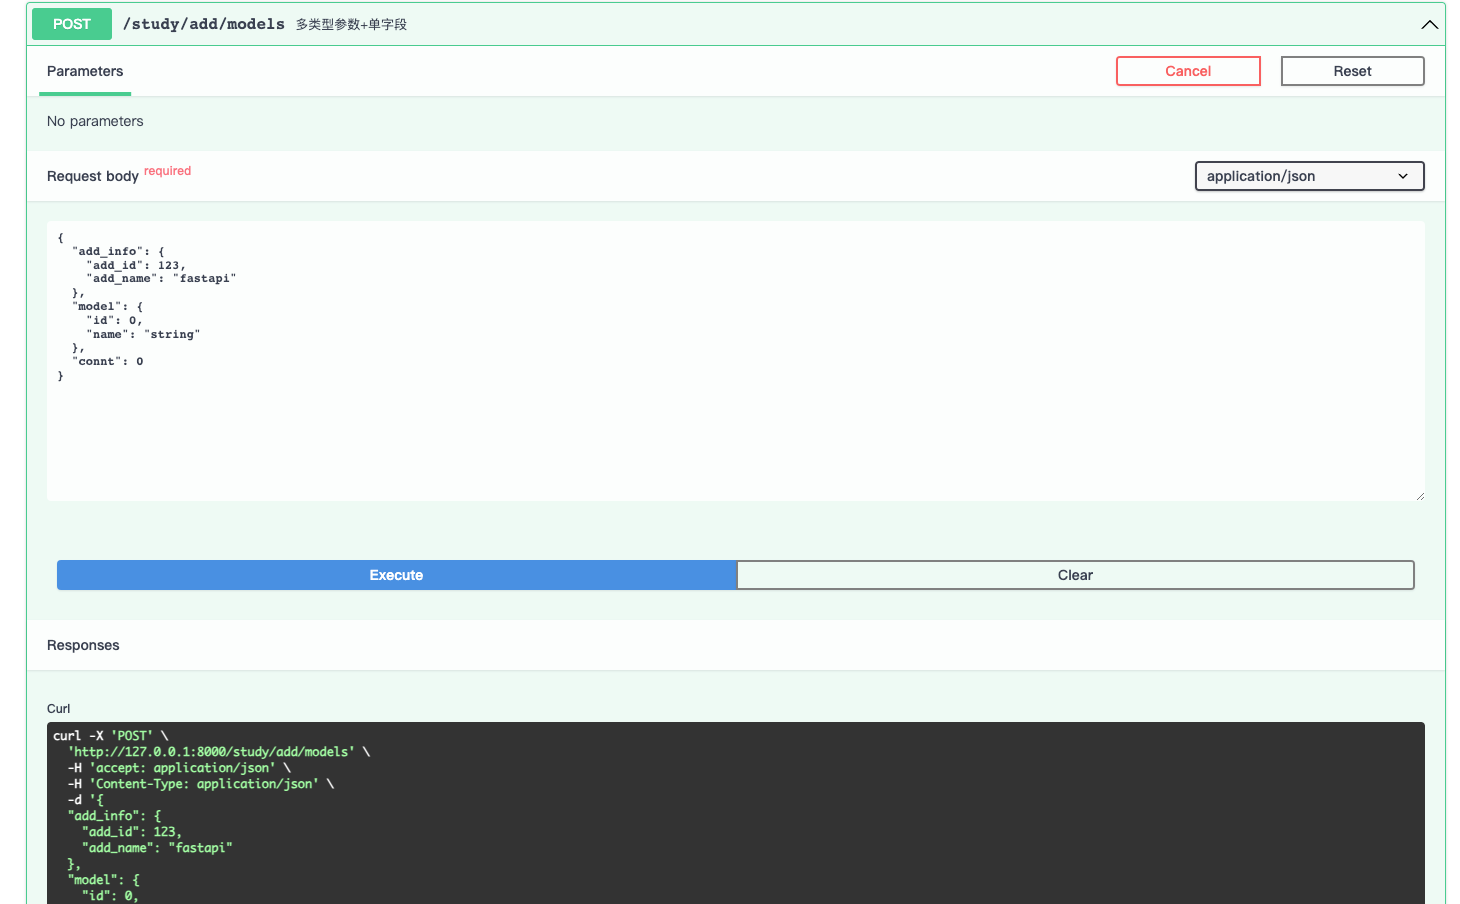 POST /study/add/models 多类型参数+单字段
Parameters
Cancel
Reset
No parameters
Request body required
application/json
{
  "add_info": {
    "add_id": 123,
    "add_name": "fastapi"
  },
  "model": {
    "id": 0,
    "name": "string"
  },
  "connt": 0
}
Execute
Clear
Responses
Curl
curl -X 'POST' \
  'http://127.0.0.1:8000/study/add/models' \
  -H 'accept: application/json' \
  -H 'Content-Type: application/json' \
  -d '{
  "add_info": {
    "add_id": 123,
    "add_name": "fastapi"
  },
  "model": {
    "id": 0,